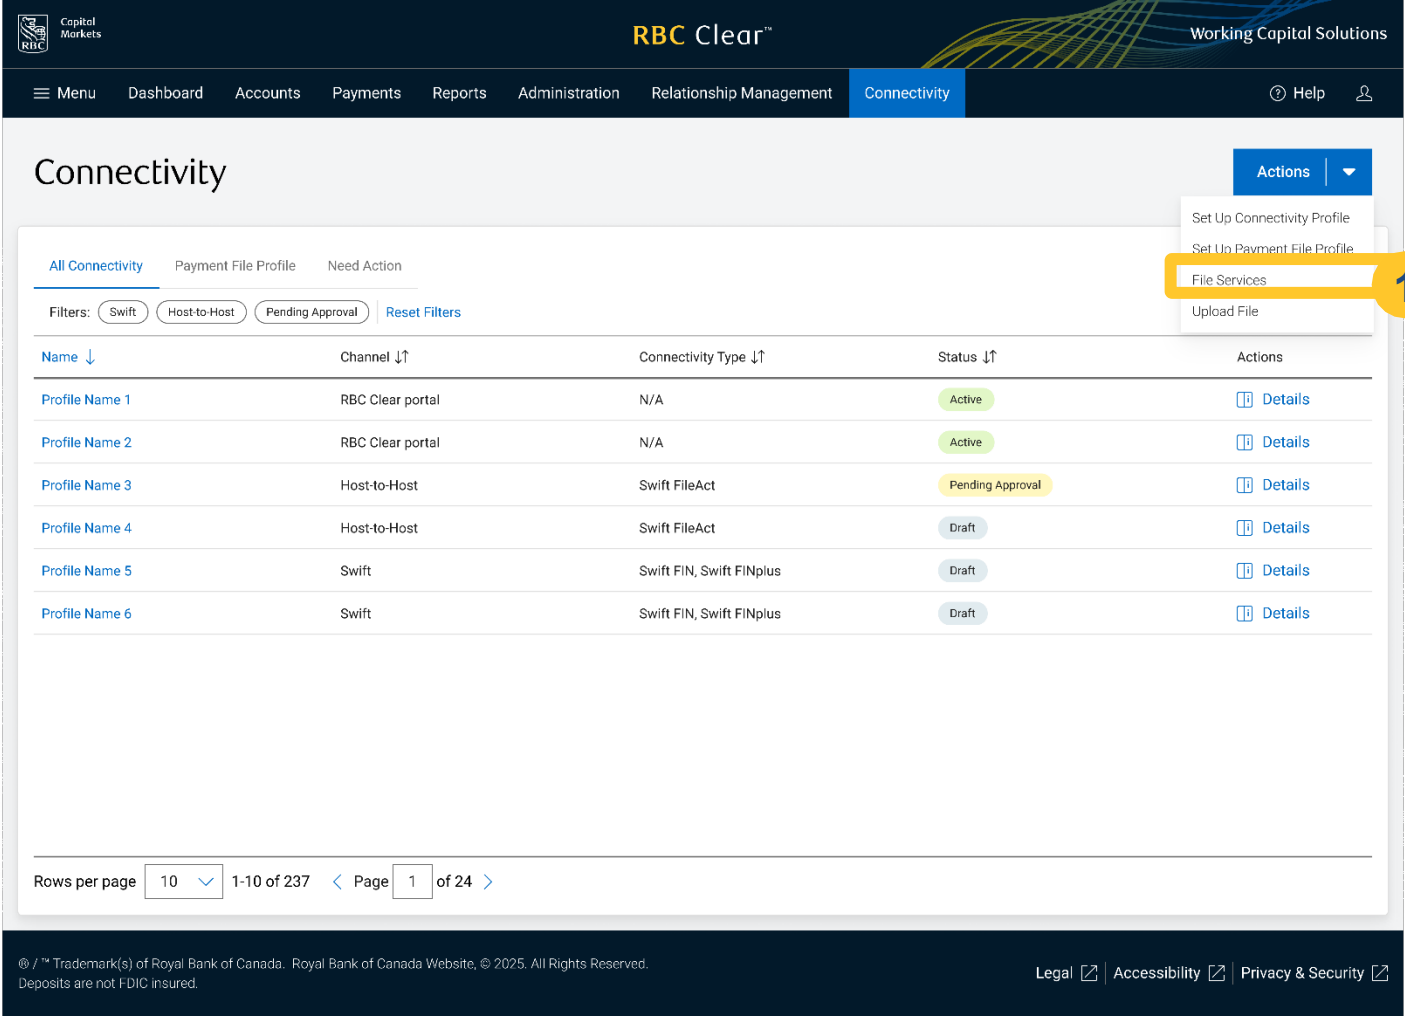 Capital
Markets
RBC
RBC Clear™
Working Capital Solutions
Menu Dashboard Accounts Payments Reports Administration Relationship Management Connectivity Help
Connectivity
Actions
Set Up Connectivity Profile
Set Up Payment File Profile
File Services
1
Upload File
All Connectivity Payment File Profile Need Action
Filters: Swift Host-to-Host Pending Approval Reset Filters
Name ↓ Channel ↓↑ Connectivity Type ↓↑ Status ↓↑ Actions
Profile Name 1 RBC Clear portal N/A Active Details
Profile Name 2 RBC Clear portal N/A Active Details
Profile Name 3 Host-to-Host Swift FileAct Pending Approval Details
Profile Name 4 Host-to-Host Swift FileAct Draft Details
Profile Name 5 Swift Swift FIN, Swift FINplus Draft Details
Profile Name 6 Swift Swift FIN, Swift FINplus Draft Details
Rows per page 10 1-10 of 237 Page 1 of 24
® / ™ Trademark(s) of Royal Bank of Canada. Royal Bank of Canada Website, © 2025. All Rights Reserved.
Deposits are not FDIC insured.
Legal Accessibility Privacy & Security